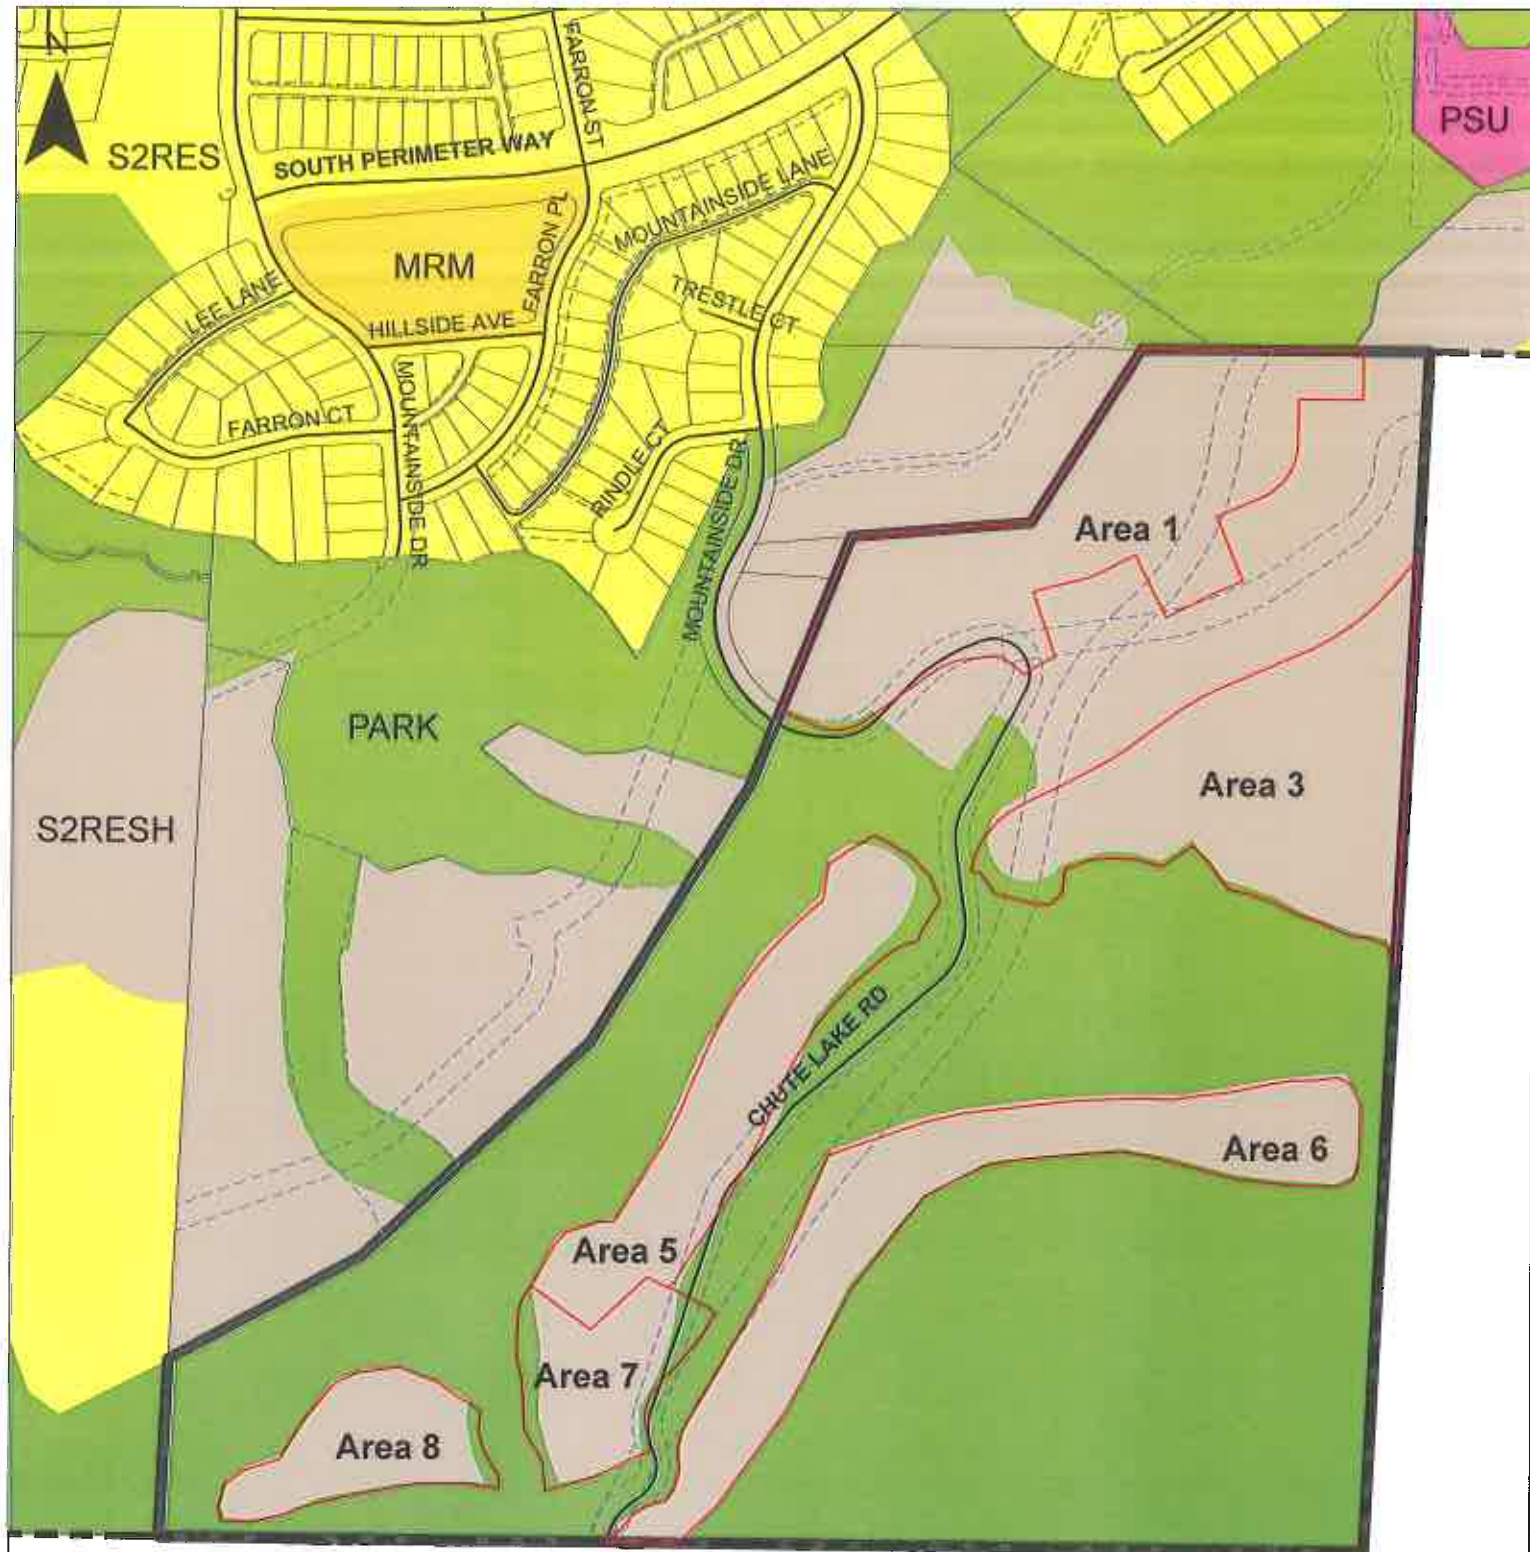 N
FARRON ST
PSU
S2RES
SOUTH PERIMETER WAY
MOUNTAINSIDE LANE
FARRON PL
MRM
LEE LANE
TRESTLE CT
HILLSIDE AVE
MOUNTAINSIDE DR
FARRON CT
RINDLE CT
MOUNTAINSIDE DR
Area 1
PARK
Area 3
S2RESH
CHUTE LAKE RD
Area 6
Area 5
Area 7
Area 8